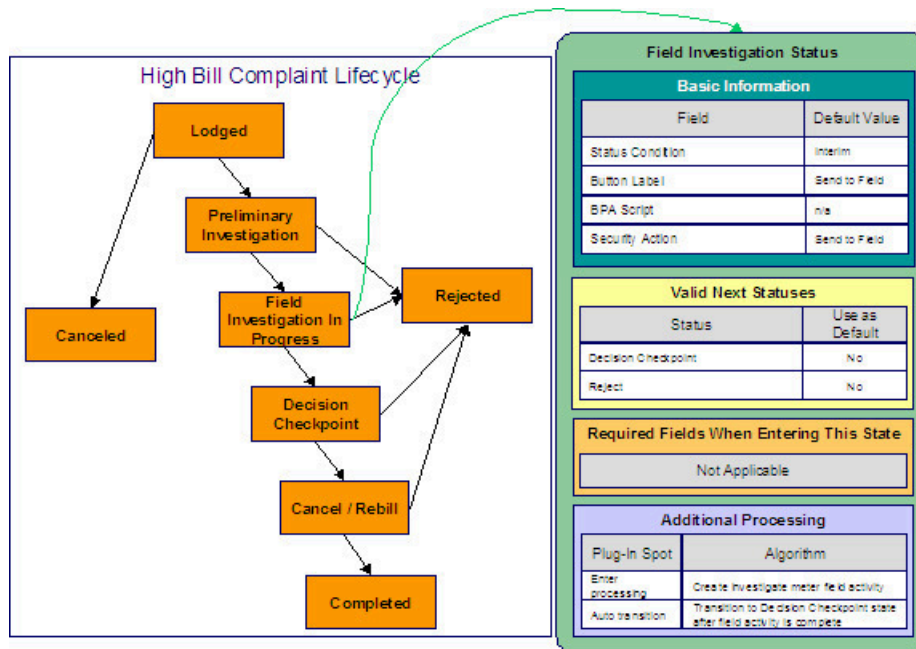 High Bill Complaint Lifecycle
Lodged
Preliminary
Investigation
Field
Investigation In
Progress
Rejected
Canceled
Decision
Checkpoint
Cancel / Rebill
Completed
Field Investigation Status
Basic Information
Field Default Value
Status Condition Interim
Button Label Send to Field
BPA Script n/a
Security Action Send to Field
Valid Next Statuses
Status Use as
Default
Decision Checkpoint No
Reject No
Required Fields When Entering This State
Not Applicable
Additional Processing
Plug-In Spot Algorithm
Enter
processing Create Investigate meter field activity
Auto transition Transition to Decision Checkpoint state
after field activity is complete